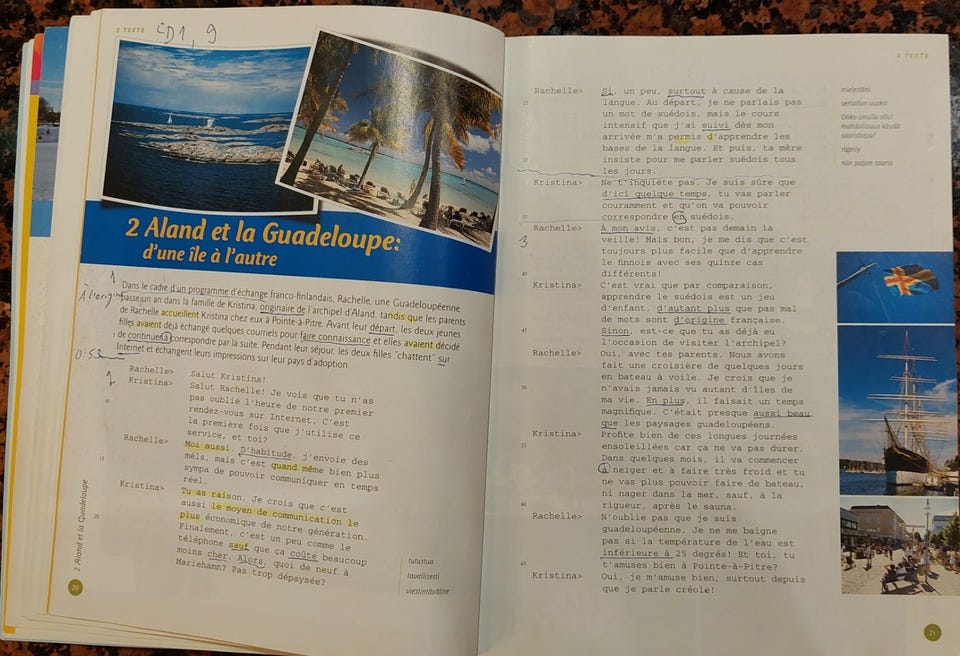 2 TEXTE
CD1, 9
2 Aland et la Guadeloupe:
d'une île à l'autre
1
Dans le cadre d'un programme d'échange franco-finlandais, Rachelle, une Guadeloupéenne,
passe un an dans la famille de Kristina, originaire de l'archipel d'Aland, tandis que les parents
de Rachelle accueillent Kristina chez eux à Pointe-à-Pitre. Avant leur départ, les deux jeunes
filles avaient déjà échangé quelques courriels pour faire connaissance et elles avaient décidé
de continuer à correspondre par la suite. Pendant leur séjour, les deux filles "chattent" sur
Internet et échangent leurs impressions sur leur pays d'adoption.
0:53
Rachelle> Salut Kristina!
Kristina> Salut Rachelle! Je vois que tu n'as
pas oublié l'heure de notre premier
rendez-vous sur Internet. C'est
la première fois que j'utilise ce
service, et toi?
Rachelle> Moi aussi. D'habitude, j'envoie des
15
mèls, mais c'est quand même bien plus
sympa de pouvoir communiquer en temps
réel.
Kristina> Tu as raison. Je crois que c'est
aussi le moyen de communication le
20
plus économique de notre génération.
Finalement, c'est un peu comme le
téléphone sauf que ça coûte beaucoup
moins cher. Alors, quoi de neuf à
Mariehamn? Pas trop dépaysée?
tutustua
tavallisesti
viestintäväline
2 Aland et la Guadeloupe
20
2 TEXTE
Rachelle> Si, un peu, surtout à cause de la
langue. Au départ, je ne parlais pas
un mot de suédois, mais le cours
intensif que j'ai suivi dès mon
arrivée m'a permis d'apprendre les
bases de la langue. Et puis, ta mère
insiste pour me parler suédois tous
les jours.
Kristina> Ne t'inquiète pas. Je suis sûre que
d'ici quelque temps, tu vas parler
couramment et qu'on va pouvoir
35
correspondre en suédois.
Rachelle> À mon avis, c'est pas demain la
3
veille! Mais bon, je me dis que c'est
toujours plus facile que d'apprendre
le finnois avec ses quinze cas
40
différents!
Kristina> C'est vrai que par comparaison,
apprendre le suédois est un jeu
d'enfant, d'autant plus que pas mal
de mots sont d'origine française.
45
Sinon, est-ce que tu as déjà eu
l'occasion de visiter l'archipel?
Rachelle> Oui, avec tes parents. Nous avons
fait une croisière de quelques jours
en bateau à voile. Je crois que je
50
n'avais jamais vu autant d'îles de
ma vie. En plus, il faisait un temps
magnifique. C'était presque aussi beau
que les paysages guadeloupéens.
Kristina> Profite bien de ces longues journées
55
ensoleillées car ça ne va pas durer.
Dans quelques mois, il va commencer
à neiger et à faire très froid et tu
ne vas plus pouvoir faire de bateau,
ni nager dans la mer, sauf, à la
60
rigueur, après le sauna.
Rachelle> N'oublie pas que je suis
guadeloupéenne. Je ne me baigne
pas si la température de l'eau est
inférieure à 25 degrés! Et toi, tu
65
t'amuses bien à Pointe-à-Pitre?
Kristina> Oui, je m'amuse bien, surtout depuis
que je parle créole!
mielestäni
vertailun vuoksi
Onko sinulla ollut
mahdollisuus käydä
saaristossa?
risteily
niin paljon saaria
21